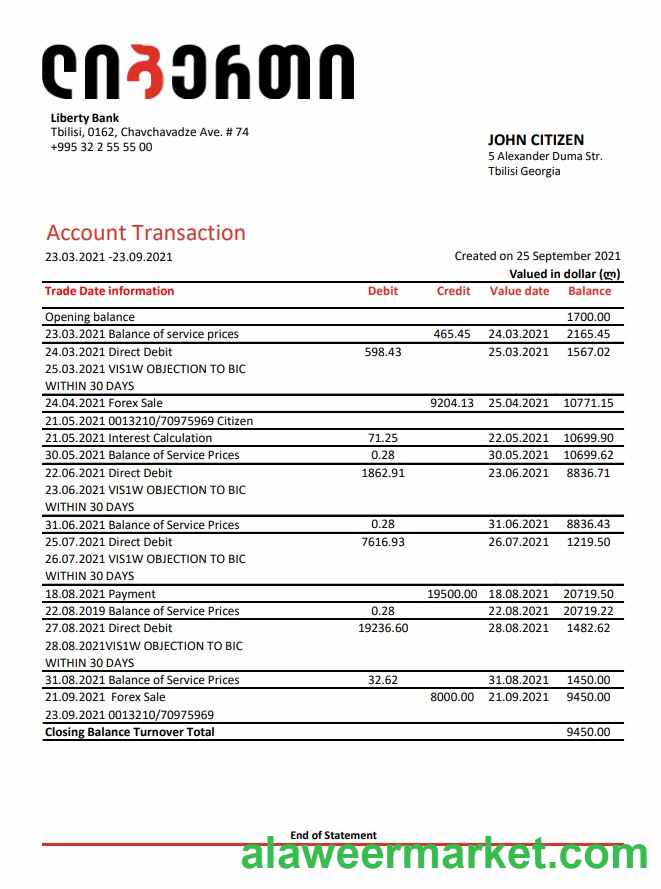 ლიბერთი
Liberty Bank
Tbilisi, 0162, Chavchavadze Ave. # 74
+995 32 2 55 55 00
JOHN CITIZEN
5 Alexander Duma Str.
Tbilisi Georgia
Account Transaction
23.03.2021 -23.09.2021
Created on 25 September 2021
Valued in dollar (ლ)
Trade Date information Debit Credit Value date Balance
Opening balance 1700.00
23.03.2021 Balance of service prices 465.45 24.03.2021 2165.45
24.03.2021 Direct Debit 598.43 25.03.2021 1567.02
25.03.2021 VIS1W OBJECTION TO BIC
WITHIN 30 DAYS
24.04.2021 Forex Sale 9204.13 25.04.2021 10771.15
21.05.2021 0013210/70975969 Citizen
21.05.2021 Interest Calculation 71.25 22.05.2021 10699.90
30.05.2021 Balance of Service Prices 0.28 30.05.2021 10699.62
22.06.2021 Direct Debit 1862.91 23.06.2021 8836.71
23.06.2021 VIS1W OBJECTION TO BIC
WITHIN 30 DAYS
31.06.2021 Balance of Service Prices 0.28 31.06.2021 8836.43
25.07.2021 Direct Debit 7616.93 26.07.2021 1219.50
26.07.2021 VIS1W OBJECTION TO BIC
WITHIN 30 DAYS
18.08.2021 Payment 19500.00 18.08.2021 20719.50
22.08.2019 Balance of Service Prices 0.28 22.08.2021 20719.22
27.08.2021 Direct Debit 19236.60 28.08.2021 1482.62
28.08.2021VIS1W OBJECTION TO BIC
WITHIN 30 DAYS
31.08.2021 Balance of Service Prices 32.62 31.08.2021 1450.00
21.09.2021 Forex Sale 8000.00 21.09.2021 9450.00
23.09.2021 0013210/70975969
Closing Balance Turnover Total 9450.00
End of Statement
alaweermarket.com